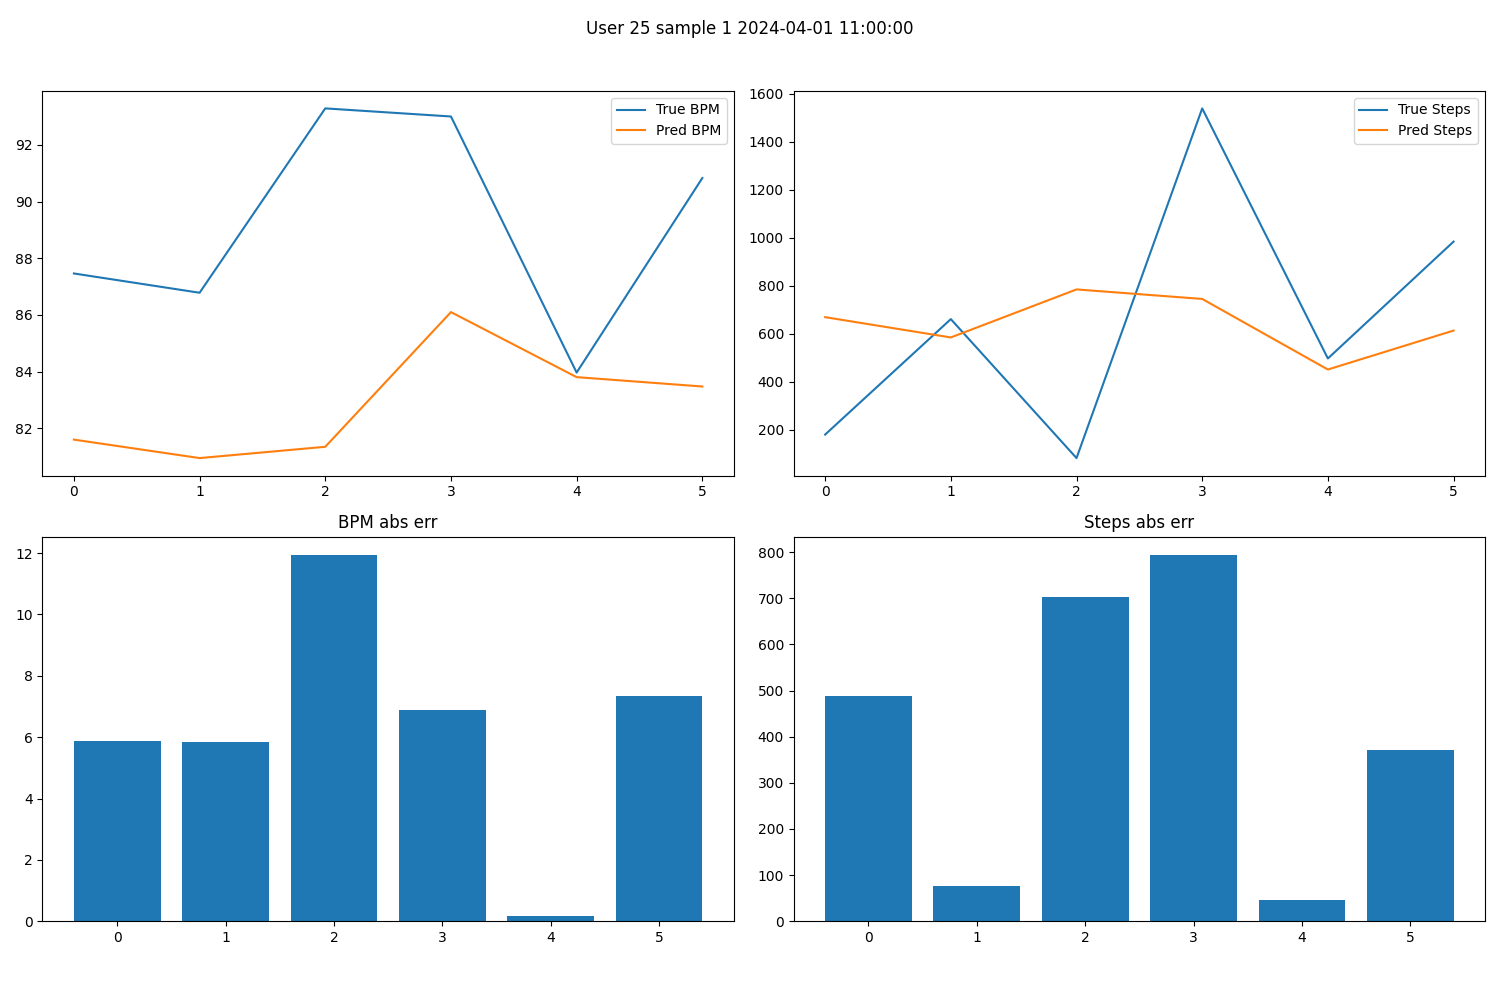 User 25 sample 1 2024-04-01 11:00:00
True BPM
Pred BPM
92
90
88
86
84
82
0 1 2 3 4 5
True Steps
Pred Steps
1600
1400
1200
1000
800
600
400
200
0 1 2 3 4 5
BPM abs err
12
10
8
6
4
2
0
0 1 2 3 4 5
Steps abs err
800
700
600
500
400
300
200
100
0
0 1 2 3 4 5